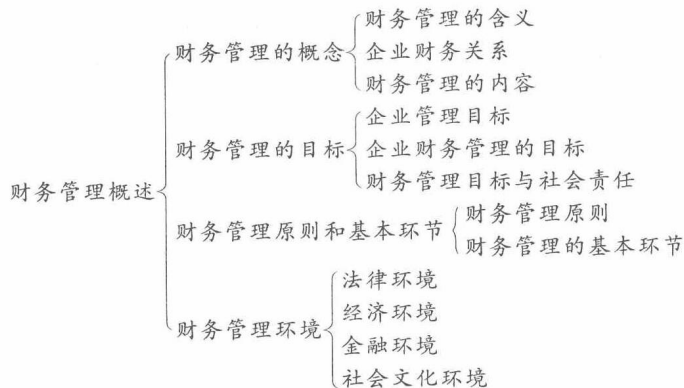 财务管理概述
财务管理的概念
财务管理的含义
企业财务关系
财务管理的内容
财务管理的目标
企业管理目标
企业财务管理的目标
财务管理目标与社会责任
财务管理原则和基本环节
财务管理原则
财务管理的基本环节
财务管理环境
法律环境
经济环境
金融环境
社会文化环境